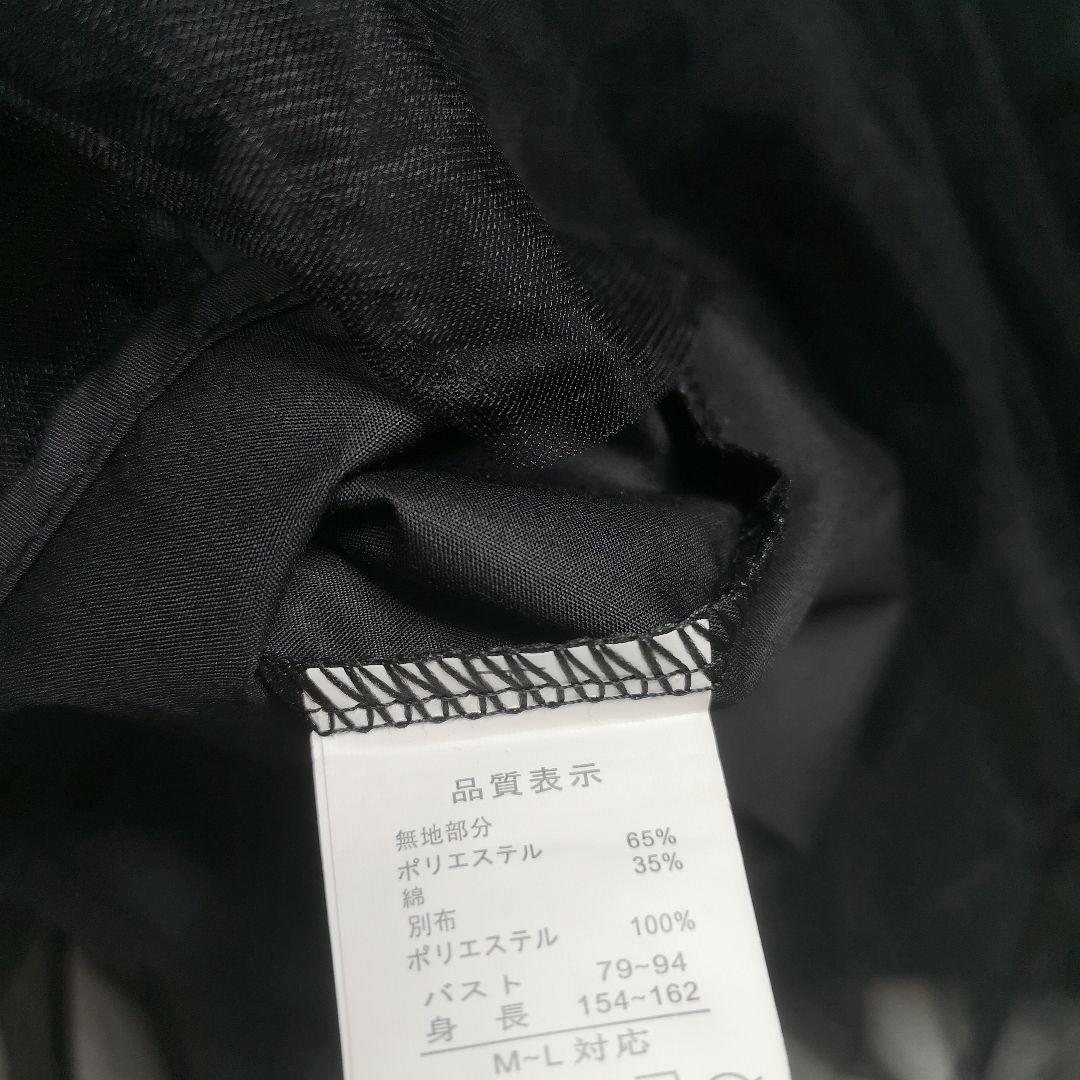 品質表示
無地部分
ポリエステル 65%
綿 35%
別布
ポリエステル 100%
バスト 79~94
身長 154~162
M~L対応